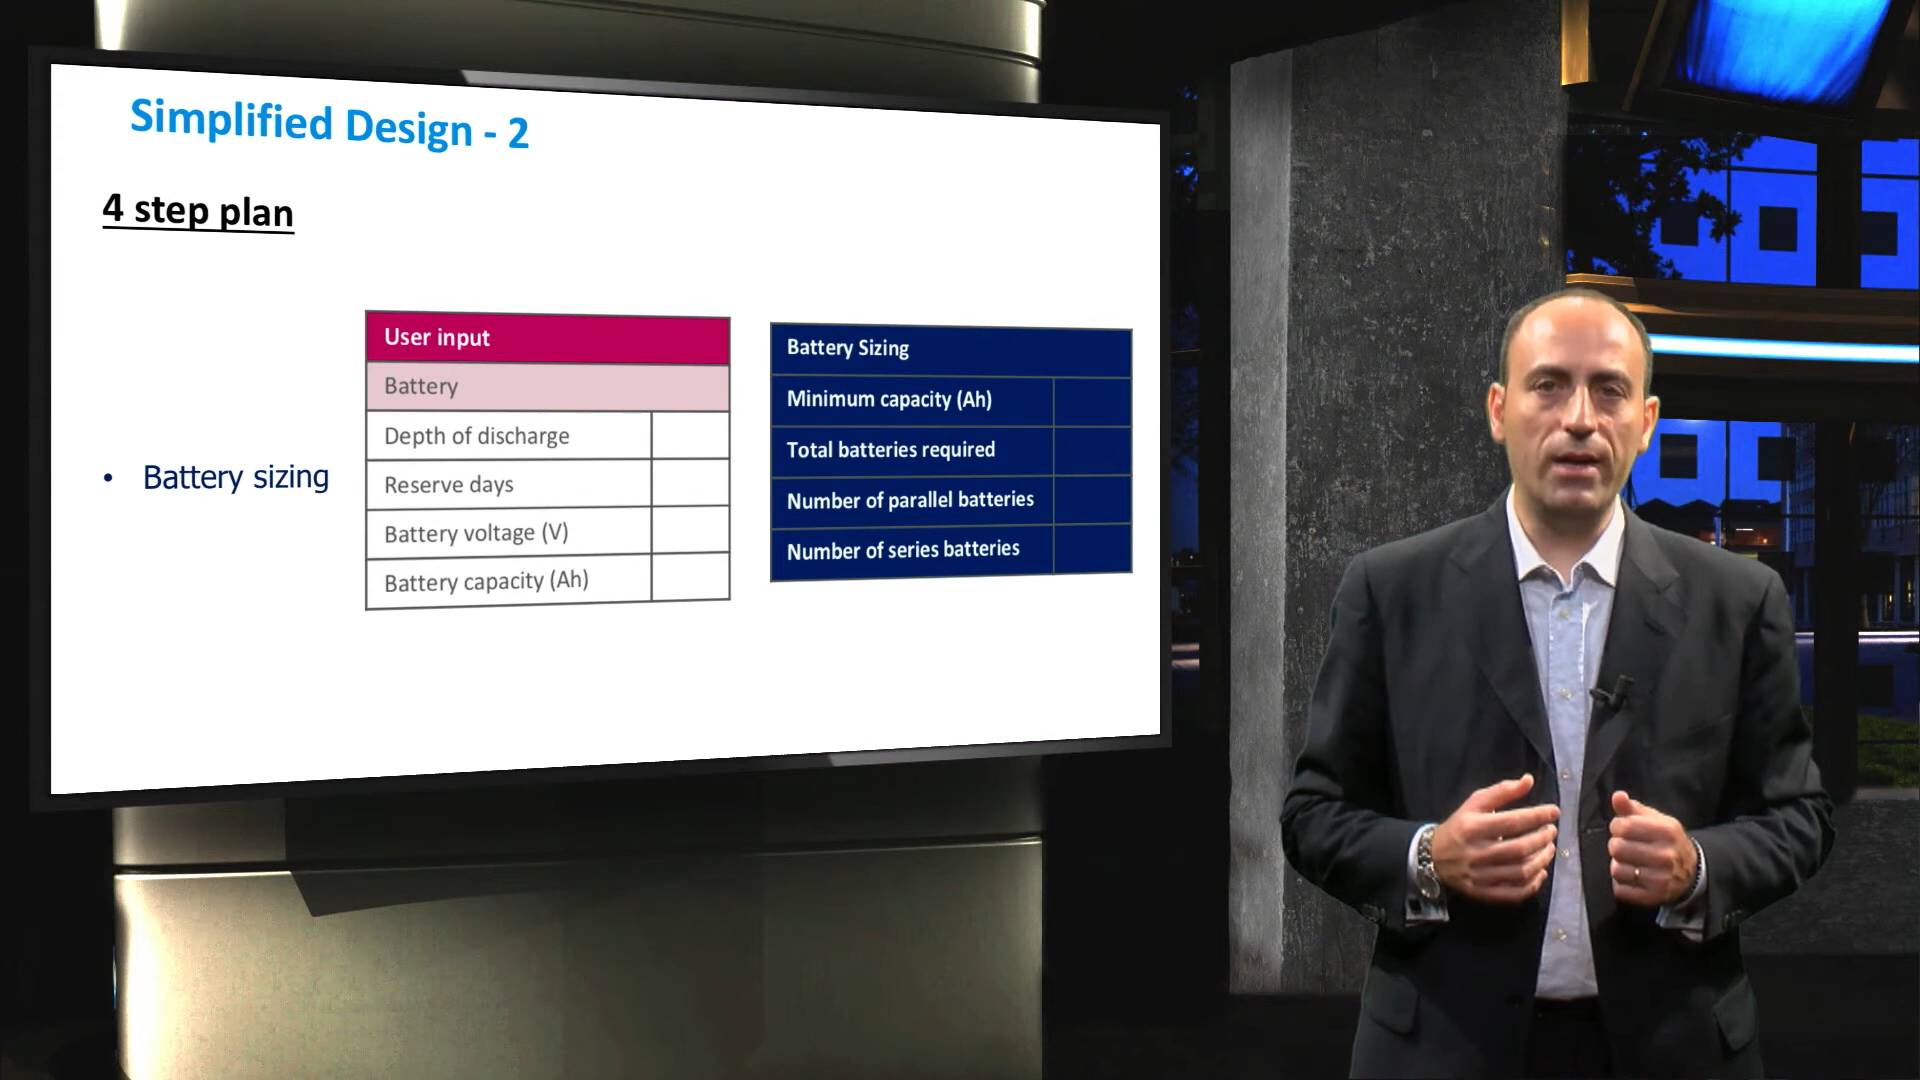 Simplified Design - 2
4 step plan
• Battery sizing
User input
Battery
Depth of discharge
Reserve days
Battery voltage (V)
Battery capacity (Ah)
Battery Sizing
Minimum capacity (Ah)
Total batteries required
Number of parallel batteries
Number of series batteries